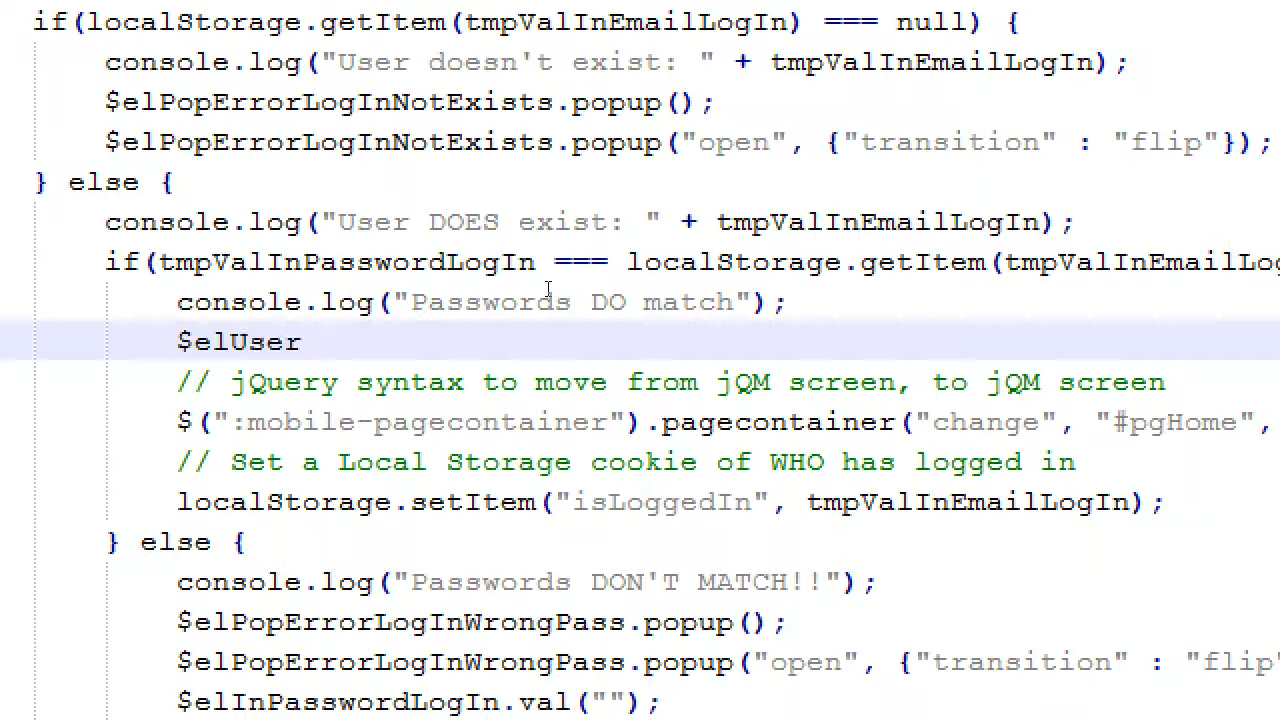 if(localStorage.getItem(tmpValInEmailLogIn) === null) {
console.log("User doesn't exist: " + tmpValInEmailLogIn);
$elPopErrorLogInNotExists.popup();
$elPopErrorLogInNotExists.popup("open", {"transition" : "flip"});
} else {
console.log("User DOES exist: " + tmpValInEmailLogIn);
if(tmpValInPasswordLogIn === localStorage.getItem(tmpValInEmailLog
console.log("Passwords DO match");
$elUser
// jQuery syntax to move from jQM screen, to jQM screen
$(":mobile-pagecontainer").pagecontainer("change", "#pgHome",
// Set a Local Storage cookie of WHO has logged in
localStorage.setItem("isLoggedIn", tmpValInEmailLogIn);
} else {
console.log("Passwords DON'T MATCH!!");
$elPopErrorLogInWrongPass.popup();
$elPopErrorLogInWrongPass.popup("open", {"transition" : "flip"
$elInPasswordLogIn.val("");